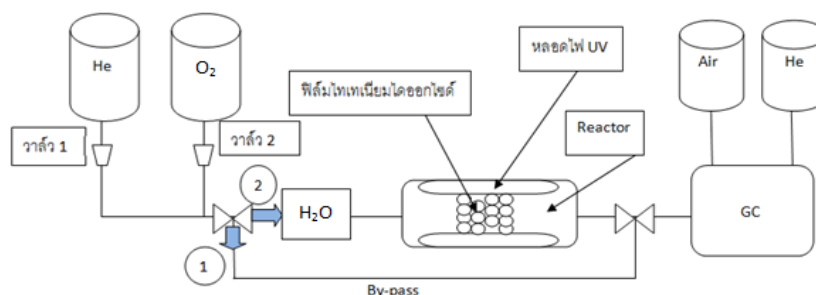 He
O₂
วาล์ว 1
วาล์ว 2
ฟิล์มไทเทเนียมไดออกไซด์
หลอดไฟ UV
Reactor
Air
He
2
H₂O
1
GC
By-pass